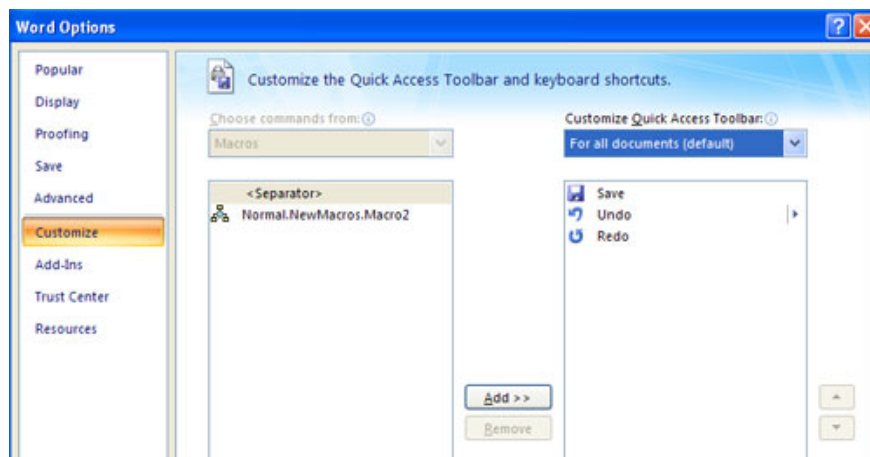 Word Options
Popular
Display
Proofing
Save
Advanced
Customize
Add-Ins
Trust Center
Resources
Customize the Quick Access Toolbar and keyboard shortcuts.
Choose commands from:
Macros
<Separator>
Normal.NewMacros.Macro2
Add >>
Remove
Customize Quick Access Toolbar:
For all documents (default)
Save
Undo
Redo